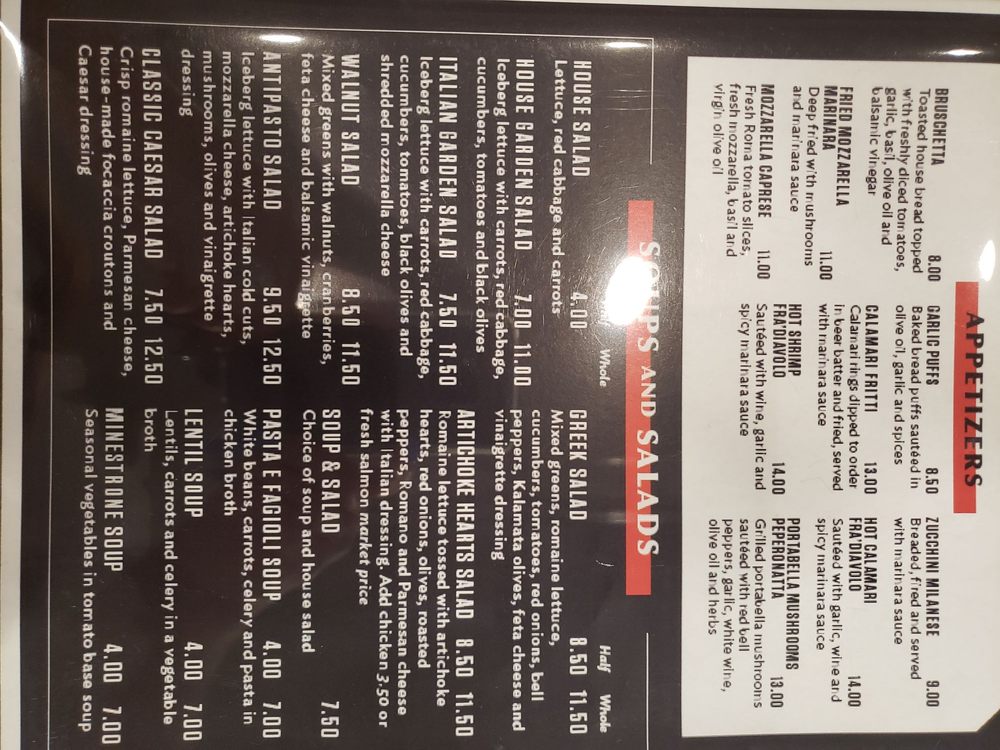 APPETIZERS
BRUSCHETTA 8.00
Toasted house bread topped
with freshly diced tomatoes,
garlic, basil, olive oil and
balsamic vinegar
FRIED MOZZARELLA
MARINARA 11.00
Deep fried with mushrooms
and marinara sauce
MOZZARELLA CAPRESE 11.00
Fresh Roma tomato slices,
fresh mozzarella, basil and
virgin olive oil
GARLIC PUFFS 8.50
Baked bread puffs sautéed in
olive oil, garlic and spices
CALAMARI FRITTI 13.00
Calamari rings dipped to order
in beer batter and fried, served
with marinara sauce
HOT SHRIMP
FRA'DIAVOLO 14.00
Sautéed with wine, garlic and
spicy marinara sauce
ZUCCHINI MILANESE 9.00
Breaded, fired and served
with marinara sauce
HOT CALAMARI
FRA'DIAVOLO 14.00
Sautéed with garlic, wine and
spicy marinara sauce
PORTABELLA MUSHROOMS
PEPERONATA 13.00
Grilled portabella mushrooms
sautéed with red bell
peppers, garlic, white wine,
olive oil and herbs
SOUPS AND SALADS
Whole
HOUSE SALAD 4.00
Lettuce, red cabbage and carrots
HOUSE GARDEN SALAD 7.00 11.00
Iceberg lettuce with carrots, red cabbage,
cucumbers, tomatoes and black olives
ITALIAN GARDEN SALAD 7.50 11.50
Iceberg lettuce with carrots, red cabbage,
cucumbers, tomatoes, black olives and
shredded mozzarella cheese
WALNUT SALAD 8.50 11.50
Mixed greens with walnuts, cranberries,
feta cheese and balsamic vinaigrette
ANTIPASTO SALAD 9.50 12.50
Iceberg lettuce with Italian cold cuts,
mozzarella cheese, artichoke hearts,
mushrooms, olives and vinaigrette
dressing
CLASSIC CAESAR SALAD 7.50 12.50
Crisp romaine lettuce, Parmesan cheese,
house-made focaccia croutons and
Caesar dressing
Half Whole
GREEK SALAD 8.50 11.50
Mixed greens, romaine lettuce,
cucumbers, tomatoes, red onions, bell
peppers, Kalamata olives, feta cheese and
vinaigrette dressing
ARTICHOKE HEARTS SALAD 8.50 11.50
Romaine lettuce tossed with artichoke
hearts, red onions, olives, roasted
peppers, Romano and Parmesan cheese
with Italian dressing. Add chicken 3.50 or
fresh salmon market price
SOUP & SALAD 7.50
Choice of soup and house salad
PASTA E FAGIOLI SOUP 4.00 7.00
White beans, carrots, celery and pasta in
chicken broth
LENTIL SOUP 4.00 7.00
Lentils, carrots and celery in a vegetable
broth
MINESTRONE SOUP 4.00 7.00
Seasonal vegetables in tomato base soup